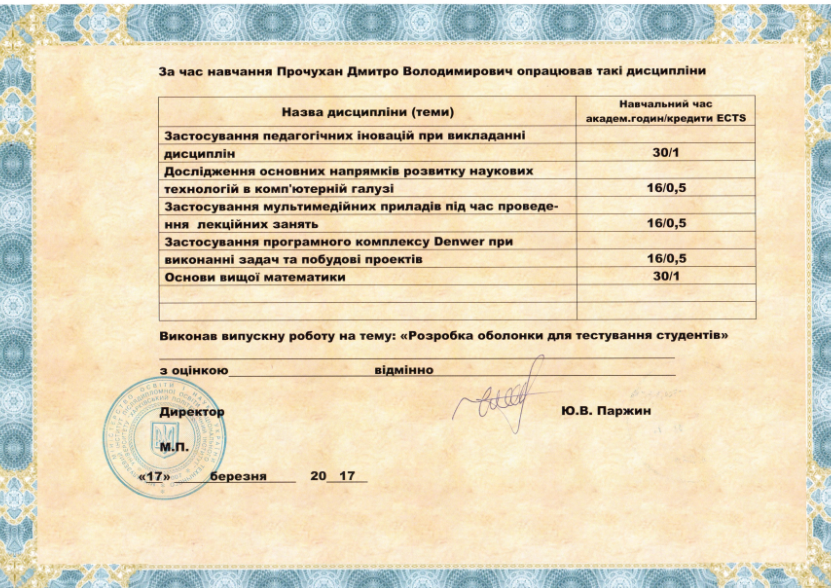 За час навчання Прочухан Дмитро Володимирович опрацював такі дисципліни
Назва дисципліни (теми)
Навчальний час
академ.годин/кредити ECTS
Застосування педагогічних іновацій при викладанні
дисциплін
30/1
Дослідження основних напрямків розвитку наукових
технологій в комп'ютерній галузі
16/0,5
Застосування мультимедійних приладів під час проведе-
ння лекційних занять
16/0,5
Застосування програмного комплексу Denwer при
виконанні задач та побудові проектів
16/0,5
Основи вищої математики
30/1
Виконав випускну роботу на тему: «Розробка оболонки для тестування студентів»
з оцінкою відмінно
Директор
Ю.В. Паржин
М.П.
«17» березня 20 17